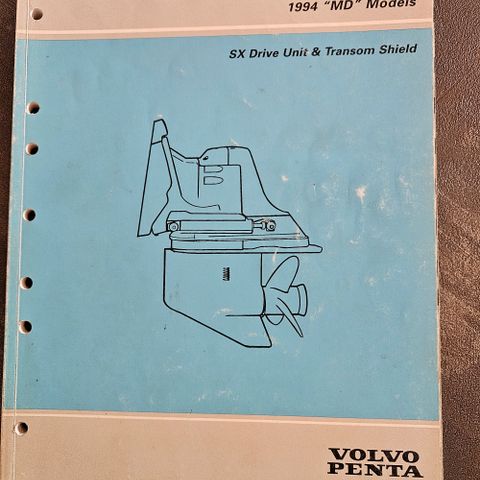 1994 "MD" Models
SX Drive Unit & Transom Shield
VOLVO
PENTA